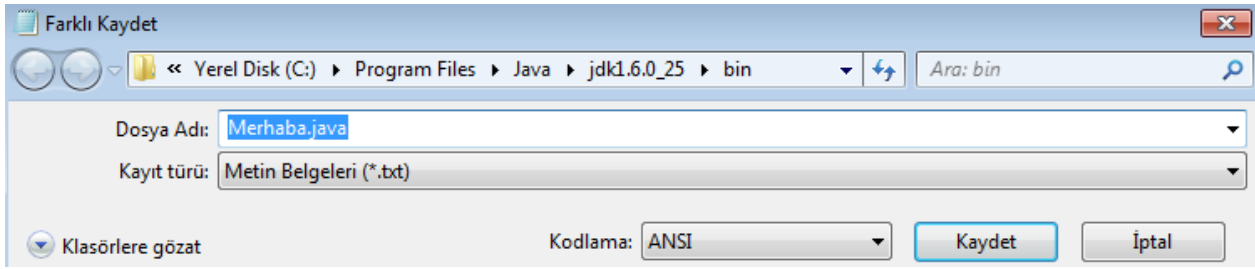 Farklı Kaydet
« Yerel Disk (C:) ▸ Program Files ▸ Java ▸ jdk1.6.0_25 ▸ bin
Ara: bin
Dosya Adı: Merhaba.java
Kayıt türü: Metin Belgeleri (*.txt)
Klasörlere gözat
Kodlama: ANSI
Kaydet
İptal